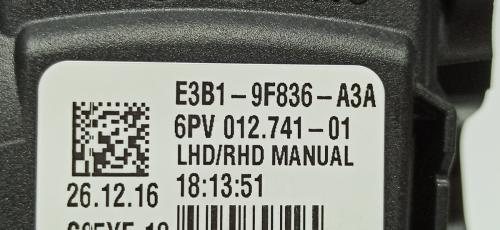 E3B1-9F836-A3A
6PV 012.741-01
LHD/RHD MANUAL
26.12.16 18:13:51